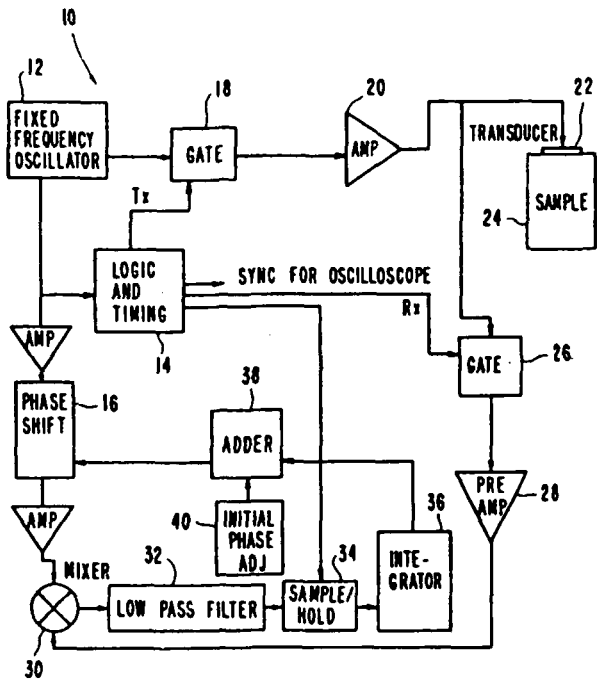 10
12
FIXED
FREQUENCY
OSCILLATOR
18
GATE
20
AMP
TRANSDUCER
22
24
SAMPLE
Tx
LOGIC
AND
TIMING
14
SYNC FOR OSCILLOSCOPE
Rx
GATE
26
AMP
PHASE
SHIFT
16
38
ADDER
PRE
AMP
28
AMP
40
INITIAL
PHASE
ADJ
36
INTE-
GRATOR
MIXER
30
32
LOW PASS FILTER
34
SAMPLE/
HOLD